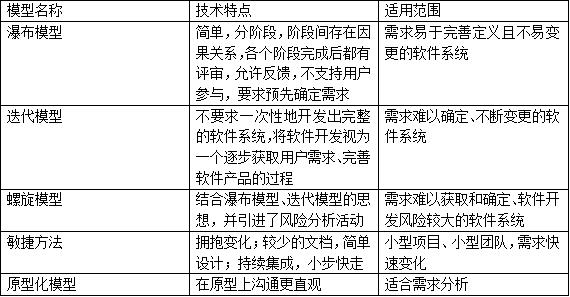 模型名称 技术特点 适用范围
瀑布模型 简单，分阶段，阶段间存在因 需求易于完善定义且不易变
果关系，各个阶段完成后都有 更的软件系统
评审，允许反馈，不支持用户
参与，要求预先确定需求
迭代模型 不要求一次性地开发出完整 需求难以确定、不断变更的软
的软件系统，将软件开发视为 件系统
一个逐步获取用户需求、完善
软件产品的过程
螺旋模型 结合瀑布模型、迭代模型的思 需求难以获取和确定、软件开
想，并引进了风险分析活动 发风险较大的软件系统
敏捷方法 拥抱变化；较少的文档，简单 小型项目、小型团队，需求快
设计；持续集成，小步快走 速变化
原型化模型 在原型上沟通更直观 适合需求分析